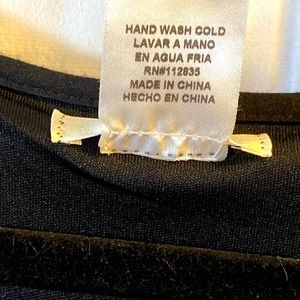 HAND WASH COLD
LAVAR A MANO
EN AGUA FRIA
RN#112835
MADE IN CHINA
HECHO EN CHINA